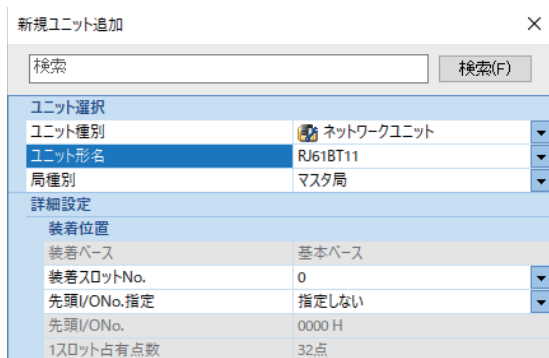 新規ユニット追加
検索 検索(F)
ユニット選択
ユニット種別 ネットワークユニット
ユニット形名 RJ61BT11
局種別 マスタ局
詳細設定
装着位置
装着ベース 基本ベース
装着スロットNo. 0
先頭I/ONo.指定 指定しない
先頭I/ONo. 0000 H
1スロット占有点数 32点